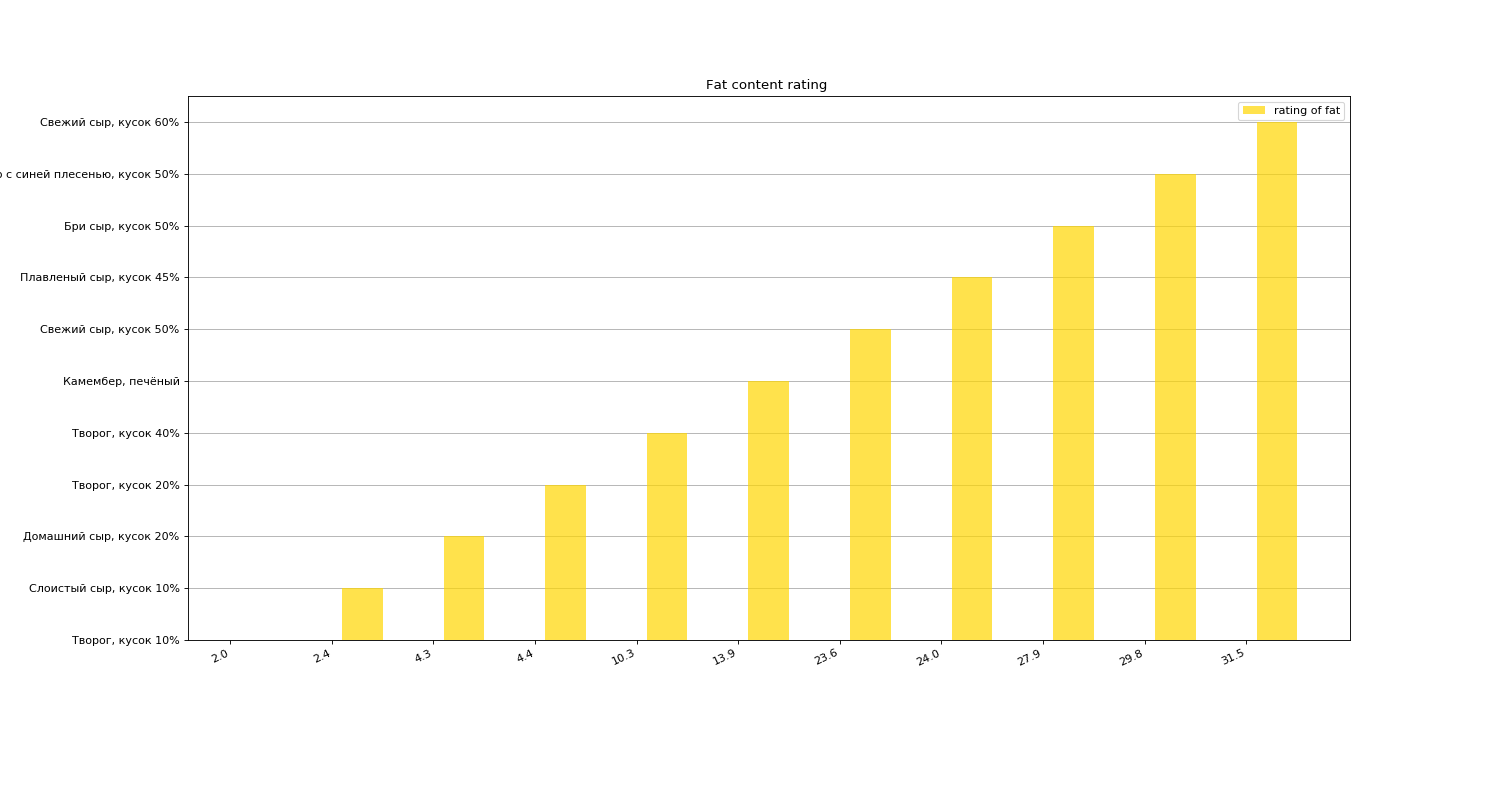 Fat content rating
rating of fat
Свежий сыр, кусок 60%
с синей плесенью, кусок 50%
Бри сыр, кусок 50%
Плавленый сыр, кусок 45%
Свежий сыр, кусок 50%
Камембер, печёный
Творог, кусок 40%
Творог, кусок 20%
Домашний сыр, кусок 20%
Слоистый сыр, кусок 10%
Творог, кусок 10%
2.0
2.4
4.3
4.4
10.3
13.9
23.6
24.0
27.9
29.8
31.5